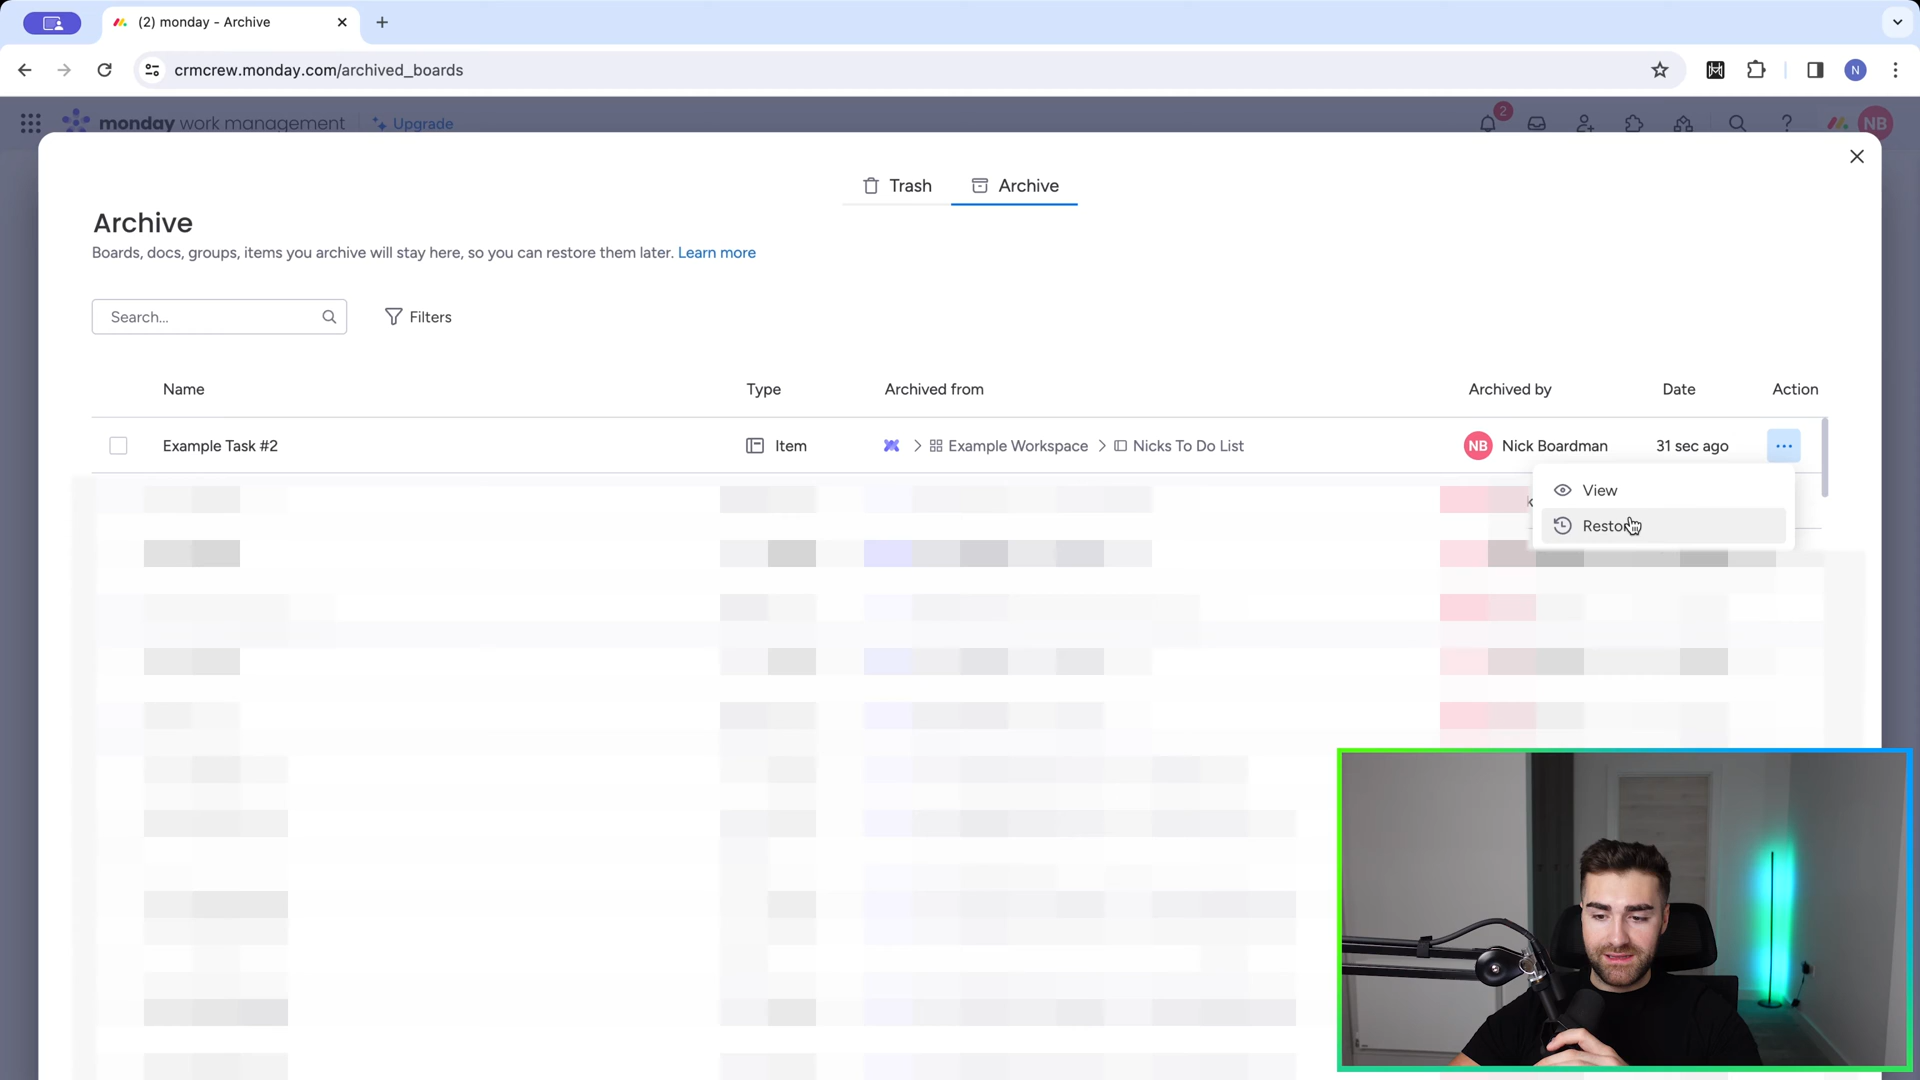 (2) monday - Archive
crmcrew.monday.com/archived_boards
N
monday work management Upgrade
2
NB
Trash Archive
Archive
Boards, docs, groups, items you archive will stay here, so you can restore them later. Learn more
Search... Filters
Name Type Archived from Archived by Date Action
Example Task #2 Item > Example Workspace > Nicks To Do List NB Nick Boardman 31 sec ago
View
Restore